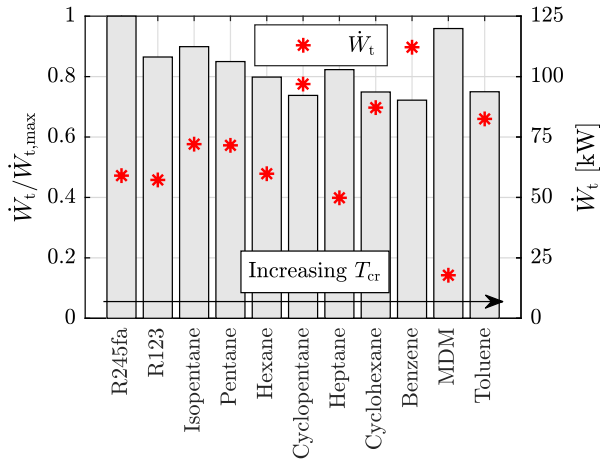 Ẇt
1
0.8
0.6
0.4
0.2
0
125
100
75
50
25
0
Ẇt/Ẇt,max
Ẇt [kW]
Increasing Tcr
R245fa
R123
Isopentane
Pentane
Hexane
Cyclopentane
Heptane
Cyclohexane
Benzene
MDM
Toluene